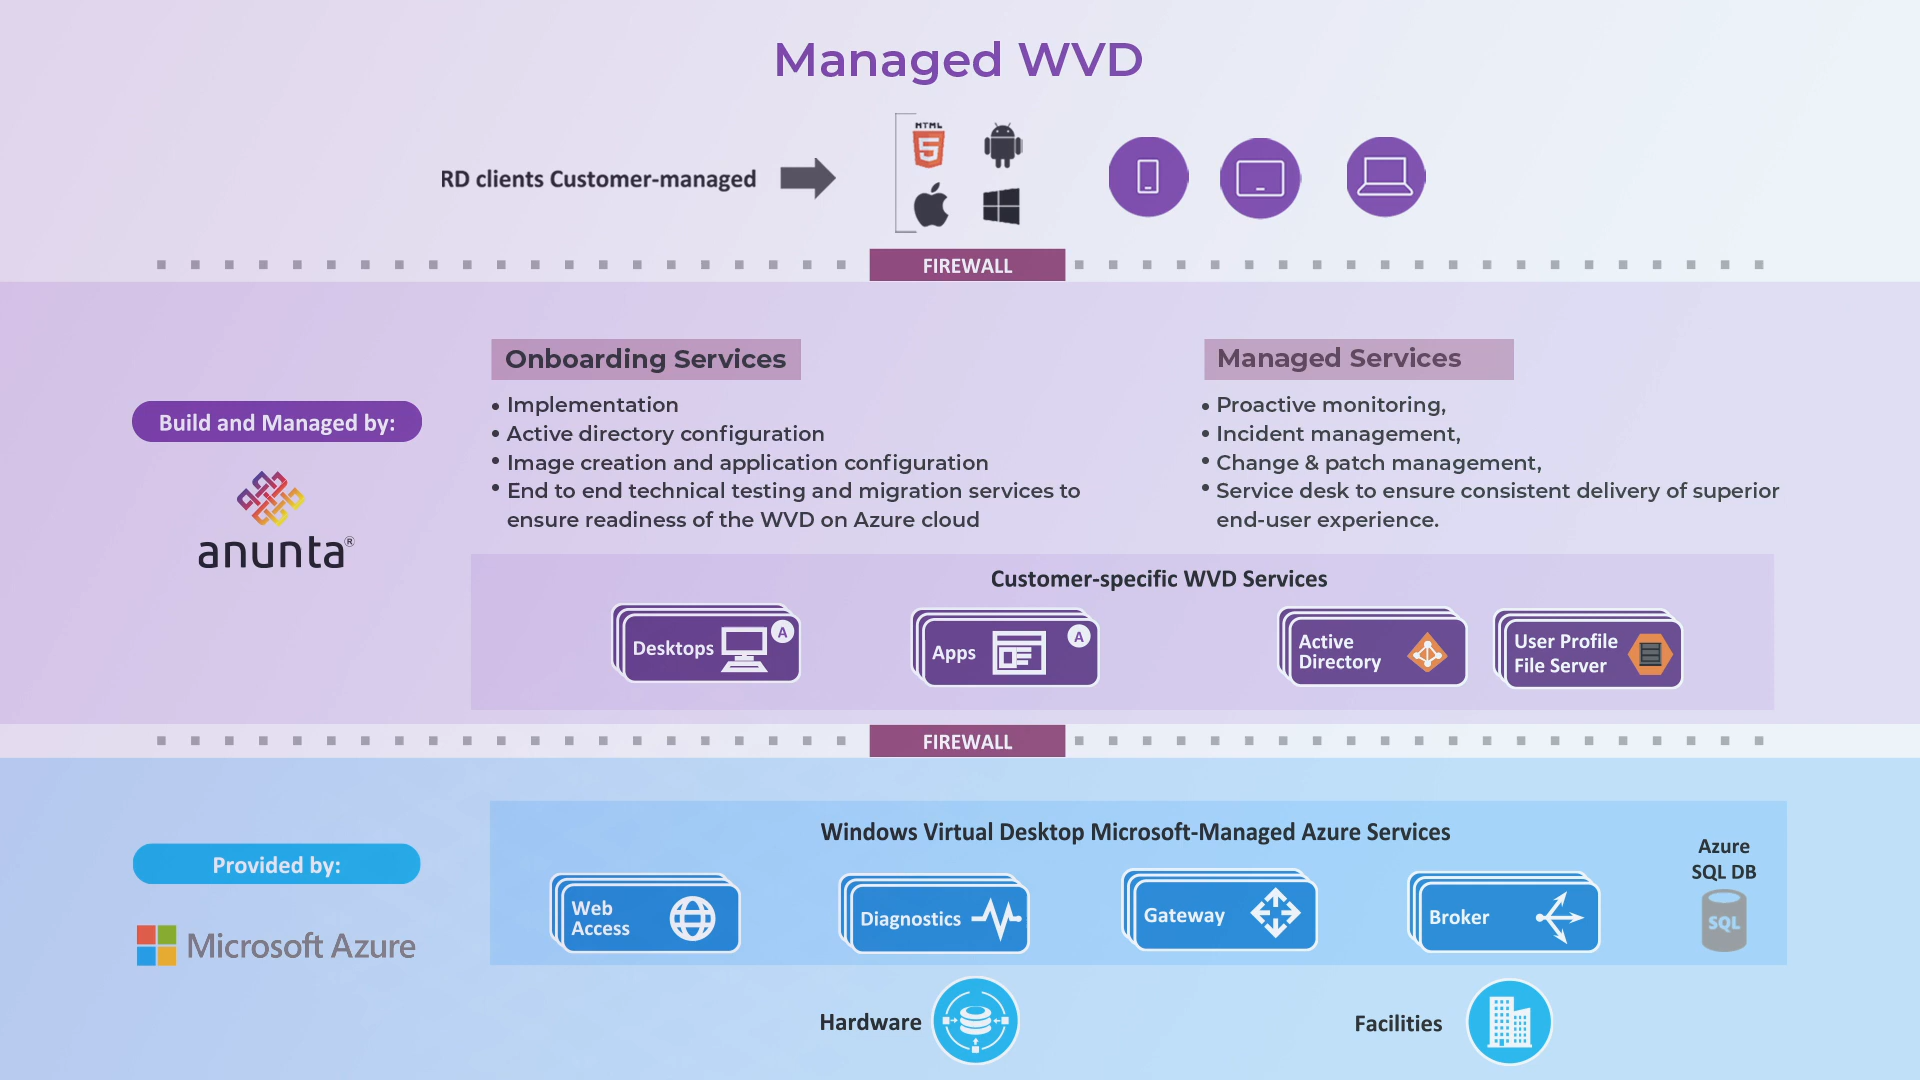 Managed WVD
RD clients Customer-managed
HTML
5
FIREWALL
Build and Managed by:
anunta®
Onboarding Services
• Implementation
• Active directory configuration
• Image creation and application configuration
• End to end technical testing and migration services to
ensure readiness of the WVD on Azure cloud
Managed Services
• Proactive monitoring,
• Incident management,
• Change & patch management,
• Service desk to ensure consistent delivery of superior
end-user experience.
Customer-specific WVD Services
Desktops
A
Apps
A
Active
Directory
User Profile
File Server
FIREWALL
Provided by:
Microsoft Azure
Windows Virtual Desktop Microsoft-Managed Azure Services
Web
Access
Diagnostics
Gateway
Broker
Azure
SQL DB
SQL
Hardware
Facilities